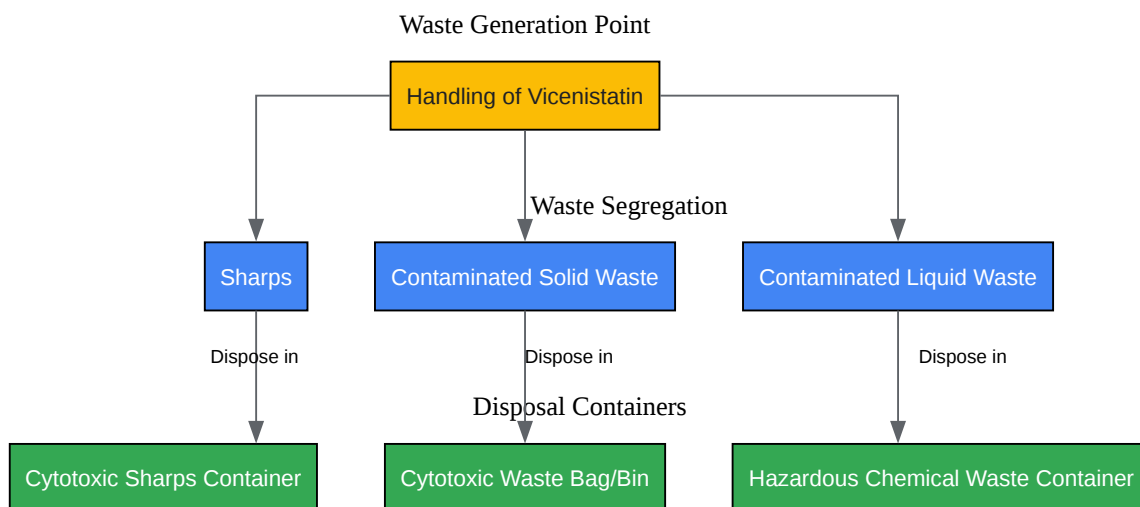 Waste Generation Point
Handling of Vicenistatin
Waste Segregation
Sharps
Contaminated Solid Waste
Contaminated Liquid Waste
Dispose in
Dispose in
Dispose in
Disposal Containers
Cytotoxic Sharps Container
Cytotoxic Waste Bag/Bin
Hazardous Chemical Waste Container